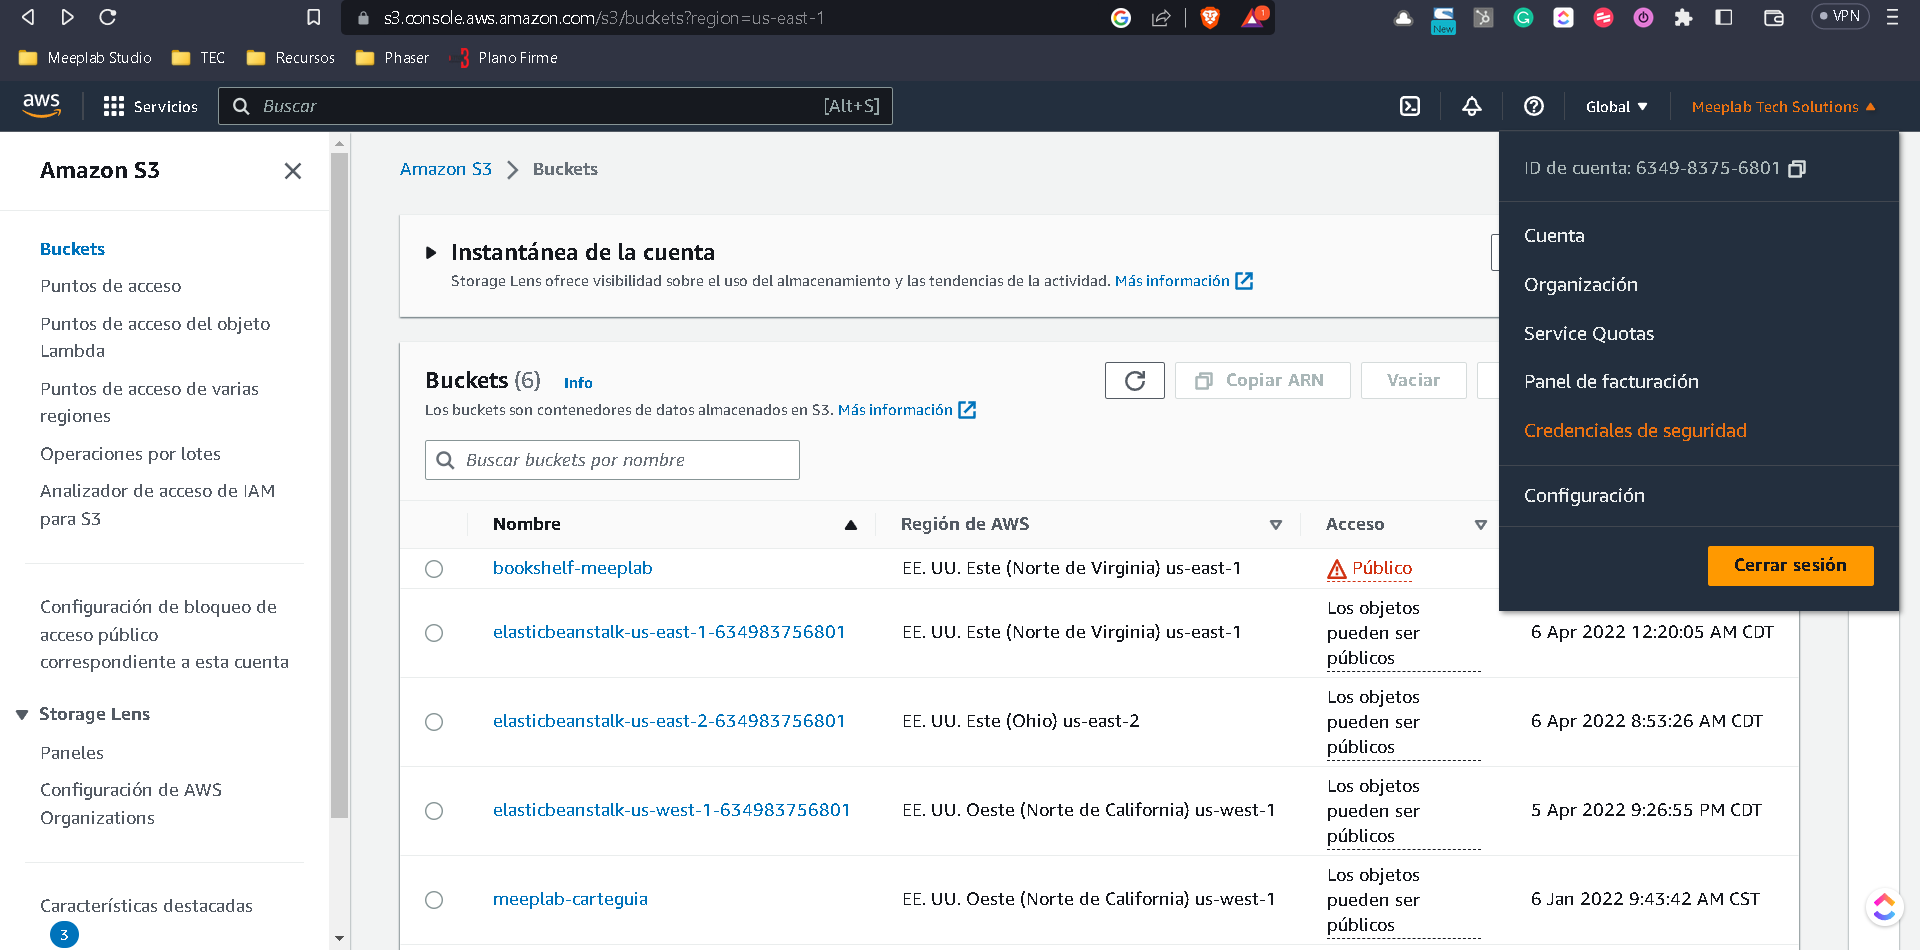 s3.console.aws.amazon.com/s3/buckets?region=us-east-1
1
New
VPN
Meeplab Studio
TEC
Recursos
Phaser
Plano Firme
aws
Servicios
Buscar
[Alt+S]
Global
Meeplab Tech Solutions
Amazon S3
Buckets
Puntos de acceso
Puntos de acceso del objeto
Lambda
Puntos de acceso de varias
regiones
Operaciones por lotes
Analizador de acceso de IAM
para S3
Configuración de bloqueo de
acceso público
correspondiente a esta cuenta
Storage Lens
Paneles
Configuración de AWS
Organizations
Características destacadas
3
Amazon S3
Buckets
Instantánea de la cuenta
Storage Lens ofrece visibilidad sobre el uso del almacenamiento y las tendencias de la actividad. Más información
Buckets (6) Info
Los buckets son contenedores de datos almacenados en S3. Más información
Copiar ARN
Vaciar
Buscar buckets por nombre
Nombre
Región de AWS
Acceso
bookshelf-meeplab
EE. UU. Este (Norte de Virginia) us-east-1
Público
elasticbeanstalk-us-east-1-634983756801
EE. UU. Este (Norte de Virginia) us-east-1
Los objetos
pueden ser
públicos
6 Apr 2022 12:20:05 AM CDT
elasticbeanstalk-us-east-2-634983756801
EE. UU. Este (Ohio) us-east-2
Los objetos
pueden ser
públicos
6 Apr 2022 8:53:26 AM CDT
elasticbeanstalk-us-west-1-634983756801
EE. UU. Oeste (Norte de California) us-west-1
Los objetos
pueden ser
públicos
5 Apr 2022 9:26:55 PM CDT
meeplab-carteguia
EE. UU. Oeste (Norte de California) us-west-1
Los objetos
pueden ser
públicos
6 Jan 2022 9:43:42 AM CST
ID de cuenta: 6349-8375-6801
Cuenta
Organización
Service Quotas
Panel de facturación
Credenciales de seguridad
Configuración
Cerrar sesión